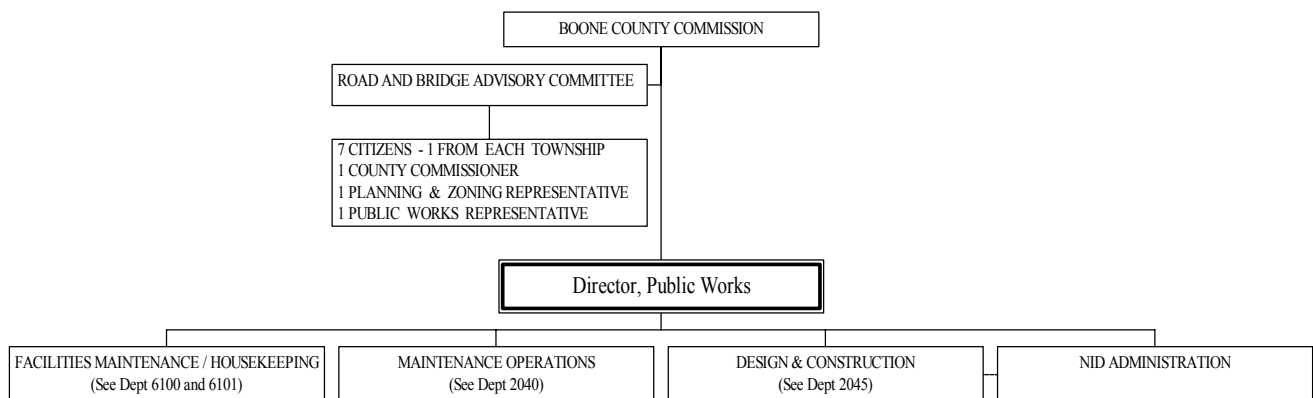 BOONE COUNTY COMMISSION
ROAD AND BRIDGE ADVISORY COMMITTEE
7 CITIZENS - 1 FROM EACH TOWNSHIP
1 COUNTY COMMISSIONER
1 PLANNING & ZONING REPRESENTATIVE
1 PUBLIC WORKS REPRESENTATIVE
Director, Public Works
FACILITIES MAINTENANCE / HOUSEKEEPING
(See Dept 6100 and 6101)
MAINTENANCE OPERATIONS
(See Dept 2040)
DESIGN & CONSTRUCTION
(See Dept 2045)
NID ADMINISTRATION